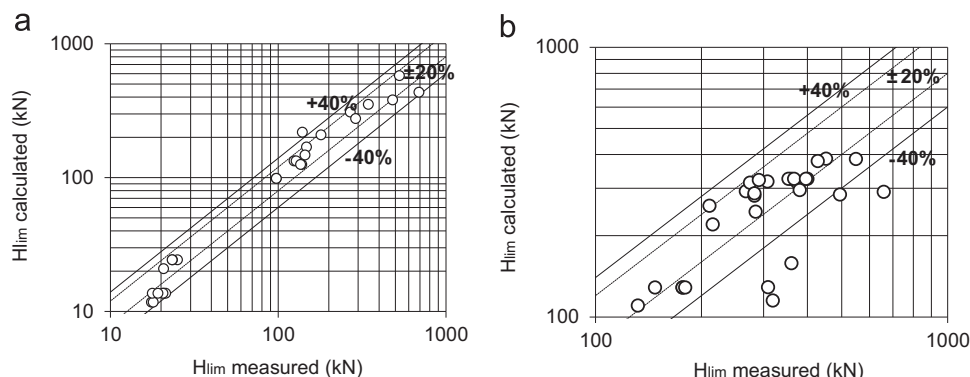 a
1000
±20%
+40%
Hlim calculated (kN)
100
-40%
10
10 100 1000
Hlim measured (kN)
b
1000
±20%
+40%
Hlim calculated (kN)
-40%
100
100 1000
Hlim measured (kN)